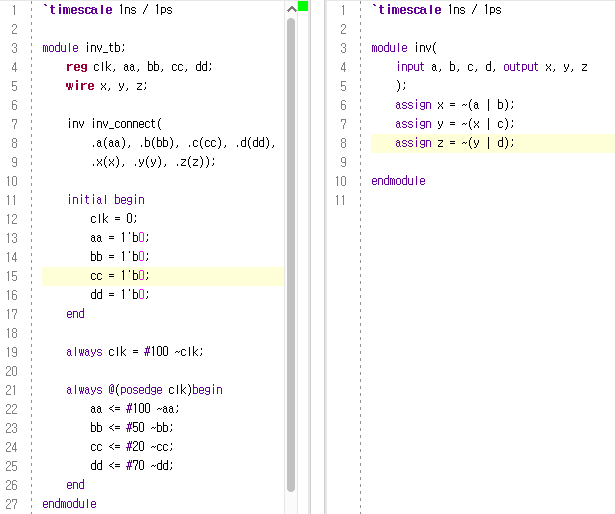 1 `timescale 1ns / 1ps
2
3 module inv_tb;
4 reg clk, aa, bb, cc, dd;
5 wire x, y, z;
6
7 inv inv_connect(
8 .a(aa), .b(bb), .c(cc), .d(dd),
9 .x(x), .y(y), .z(z));
10
11 initial begin
12 clk = 0;
13 aa = 1'b0;
14 bb = 1'b0;
15 cc = 1'b0;
16 dd = 1'b0;
17 end
18
19 always clk = #100 ~clk;
20
21 always @(posedge clk)begin
22 aa <= #100 ~aa;
23 bb <= #50 ~bb;
24 cc <= #20 ~cc;
25 dd <= #70 ~dd;
26 end
27 endmodule
1 `timescale 1ns / 1ps
2
3 module inv(
4 input a, b, c, d, output x, y, z
5 );
6 assign x = ~(a | b);
7 assign y = ~(x | c);
8 assign z = ~(y | d);
9
10 endmodule
11